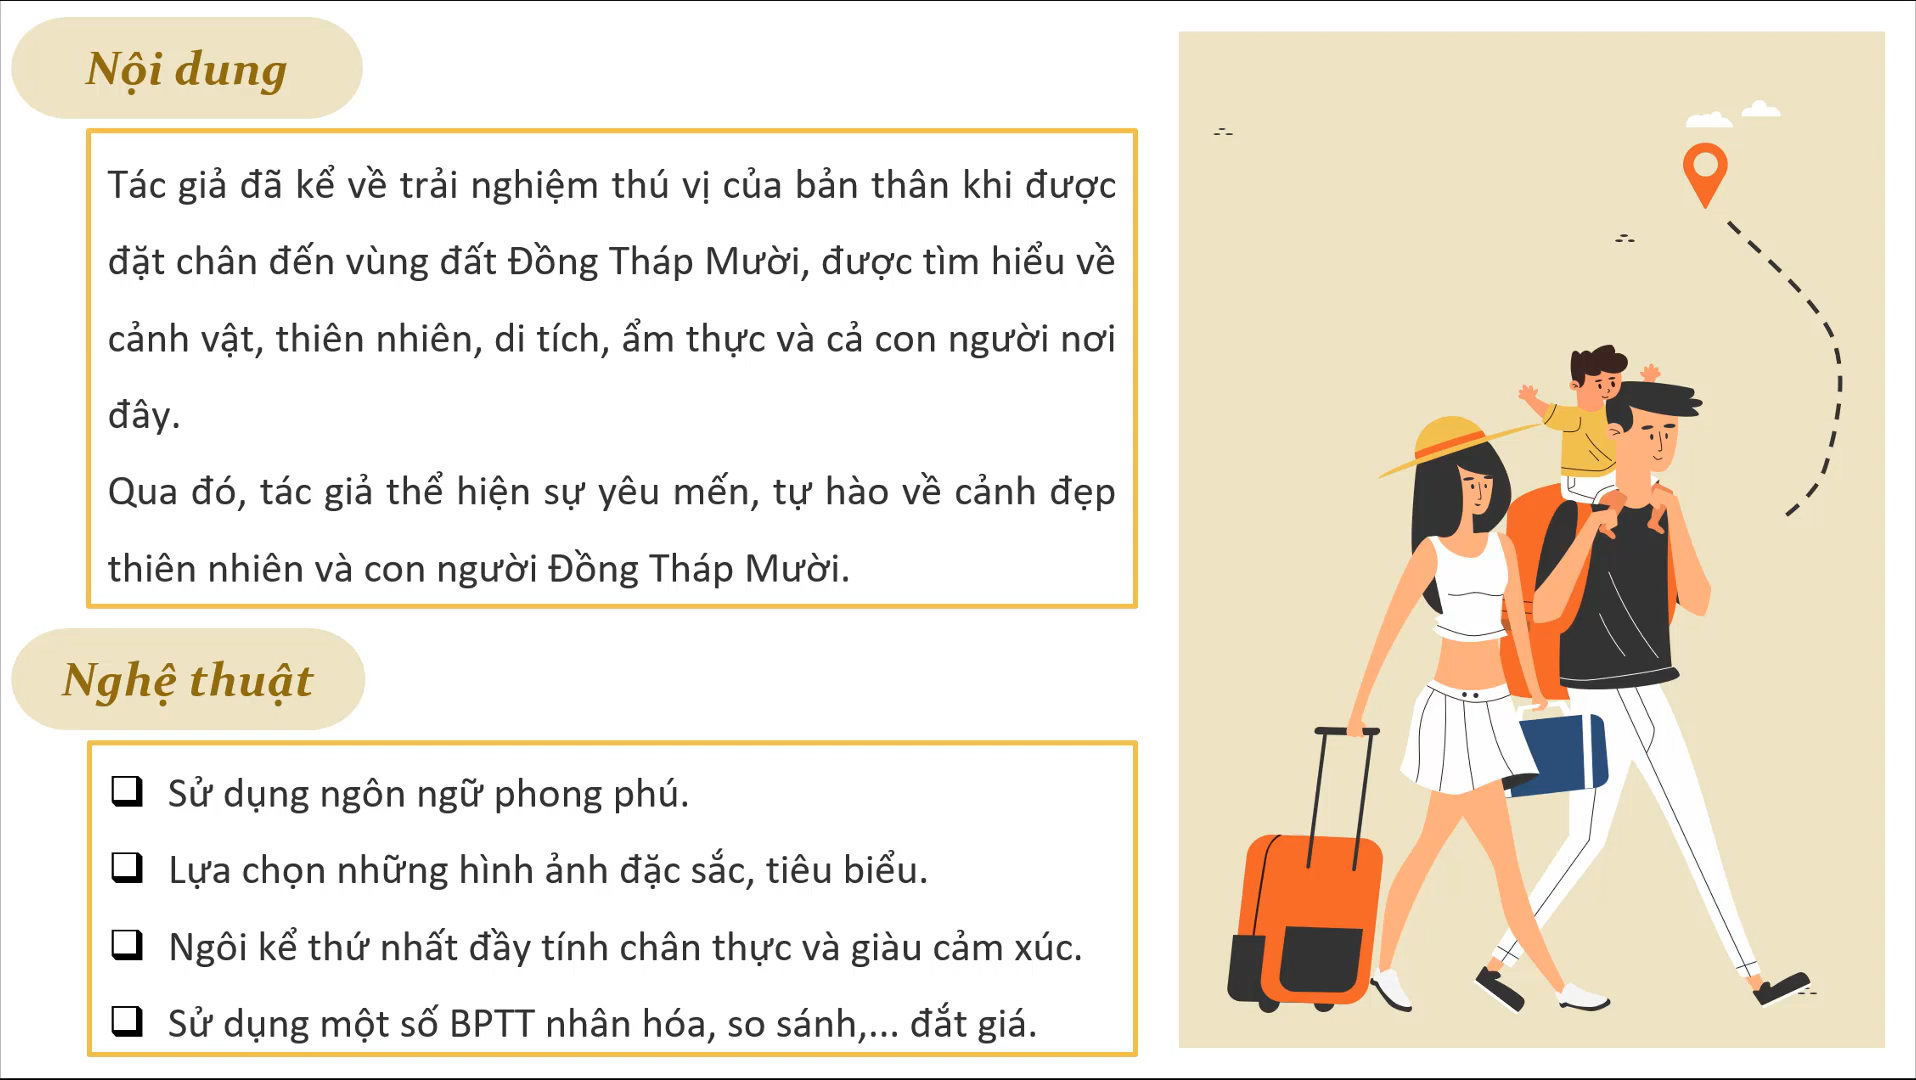 Nội dung
Tác giả đã kể về trải nghiệm thú vị của bản thân khi được
đặt chân đến vùng đất Đồng Tháp Mười, được tìm hiểu về
cảnh vật, thiên nhiên, di tích, ẩm thực và cả con người nơi
đây.
Qua đó, tác giả thể hiện sự yêu mến, tự hào về cảnh đẹp
thiên nhiên và con người Đồng Tháp Mười.
Nghệ thuật
❑ Sử dụng ngôn ngữ phong phú.
❑ Lựa chọn những hình ảnh đặc sắc, tiêu biểu.
❑ Ngôi kể thứ nhất đầy tính chân thực và giàu cảm xúc.
❑ Sử dụng một số BPTT nhân hóa, so sánh,... đắt giá.